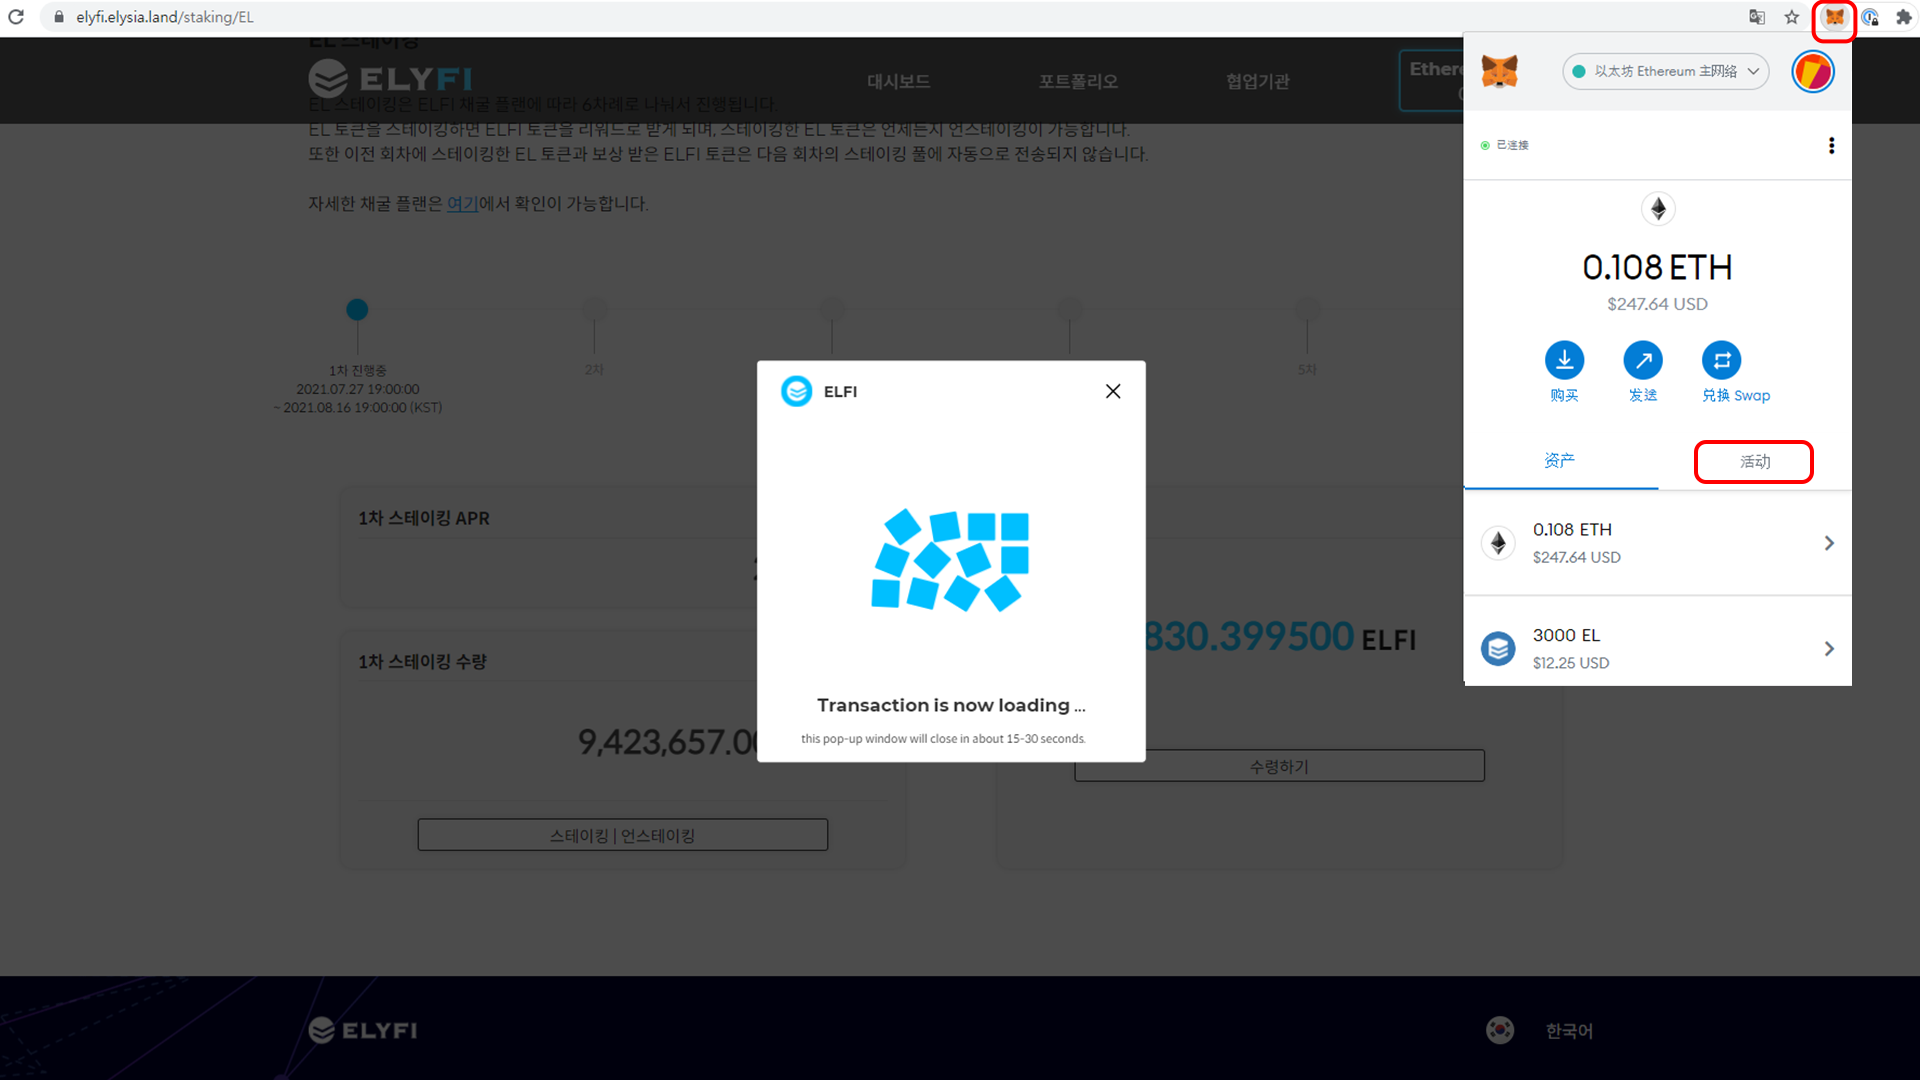 elyfi.elysia.land/staking/EL
EL 스테이킹
ELYFI
대시보드
포트폴리오
협업기관
EL 스테이킹은 ELFI 채굴 플랜에 따라 6차례로 나눠서 진행됩니다.
EL 토큰을 스테이킹하면 ELFI 토큰을 리워드로 받게 되며, 스테이킹한 EL 토큰은 언제든지 언스테이킹이 가능합니다.
또한 이전 회차에 스테이킹한 EL 토큰과 보상 받은 ELFI 토큰은 다음 회차의 스테이킹 풀에 자동으로 전송되지 않습니다.
자세한 채굴 플랜은 여기에서 확인이 가능합니다.
1차 진행중
2021.07.27 19:00:00
~ 2021.08.16 19:00:00 (KST)
2차
5차
1차 스테이킹 APR
1차 스테이킹 수량
9,423,657.0
스테이킹 | 언스테이킹
830.399500 ELFI
수령하기
ELFI
Transaction is now loading ...
this pop-up window will close in about 15-30 seconds.
以太坊 Ethereum 主网络
已连接
0.108 ETH
$247.64 USD
购买
发送
兑换 Swap
资产
活动
0.108 ETH
$247.64 USD
3000 EL
$12.25 USD
ELYFI
한국어